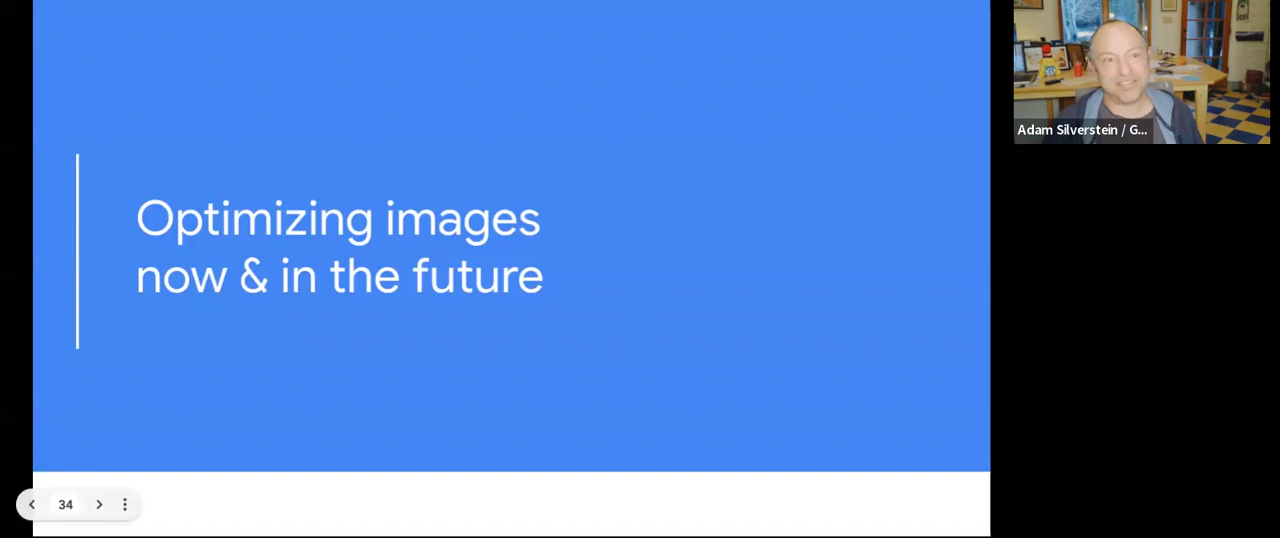 Optimizing images
now & in the future
Adam Silverstein / G...
34